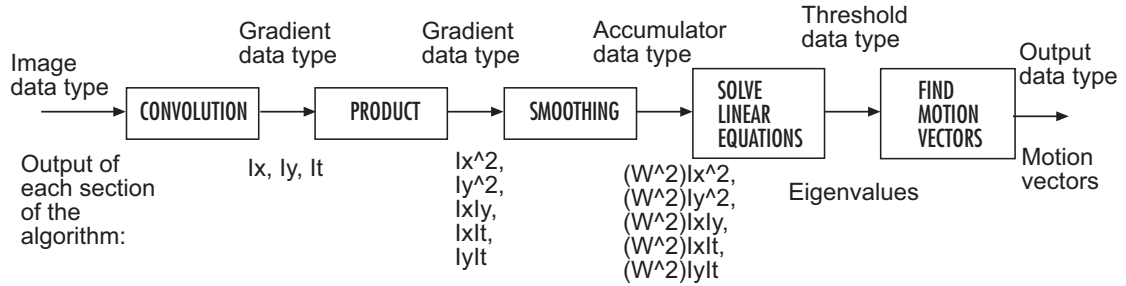 Image
data type
CONVOLUTION
Gradient
data type
PRODUCT
Gradient
data type
SMOOTHING
Accumulator
data type
SOLVE
LINEAR
EQUATIONS
Threshold
data type
FIND
MOTION
VECTORS
Output
data type
Output of
each section
of the
algorithm:
Ix, Iy, It
Ix^2,
Iy^2,
IxIy,
IxIt,
IyIt
(W^2)Ix^2,
(W^2)Iy^2,
(W^2)IxIy,
(W^2)IxIt,
(W^2)IyIt
Eigenvalues
Motion
vectors